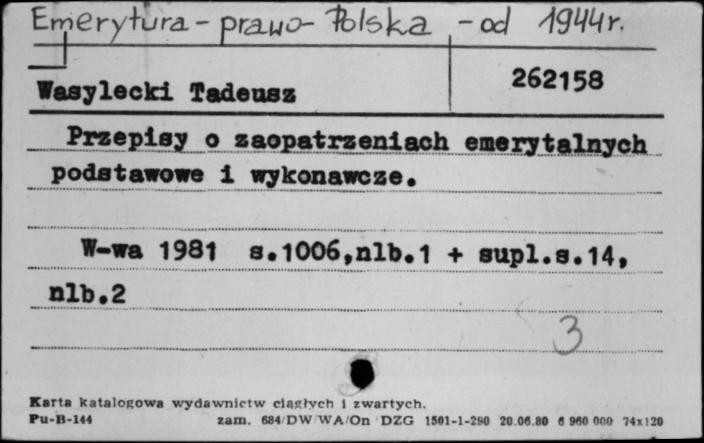 Emerytura - prawo - Polska - od 1944r.
Wasylecki Tadeusz
262158
Przepisy o zaopatrzeniach emerytalnych
podstawowe i wykonawcze.
W-wa 1981 s.1006,nlb.1 + supl.s.14,
nlb.2
3
Karta katalogowa wydawnictw ciągłych i zwartych.
Pu-B-144 zam. 684/DW/WA/On DZG 1501-1-290 20.06.80 6 960 000 74x120